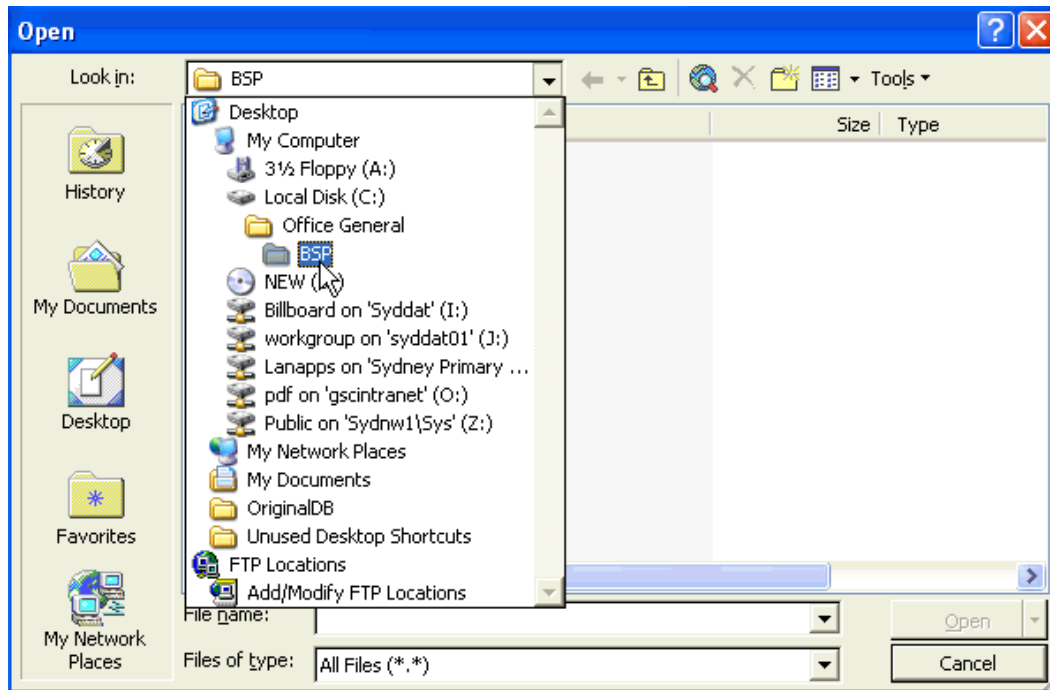 Open
Look in: BSP Tools
Desktop
My Computer
3½ Floppy (A:)
Local Disk (C:)
Office General
BSP
NEW (
Billboard on 'Syddat' (I:)
workgroup on 'syddat01' (J:)
Lanapps on 'Sydney Primary ...
pdf on 'gscintranet' (O:)
Public on 'Sydnw1\Sys' (Z:)
My Network Places
My Documents
OriginalDB
Unused Desktop Shortcuts
FTP Locations
Add/Modify FTP Locations
Size Type
History
My Documents
Desktop
Favorites
My Network
Places
File name: Open
Files of type: All Files (*.*) Cancel